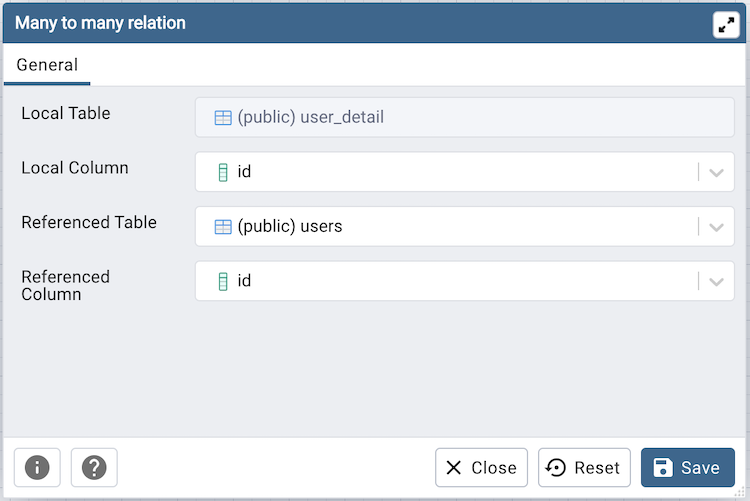 Many to many relation
General
Local Table
(public) user_detail
Local Column
id
Referenced Table
(public) users
Referenced
Column
id
Close
Reset
Save